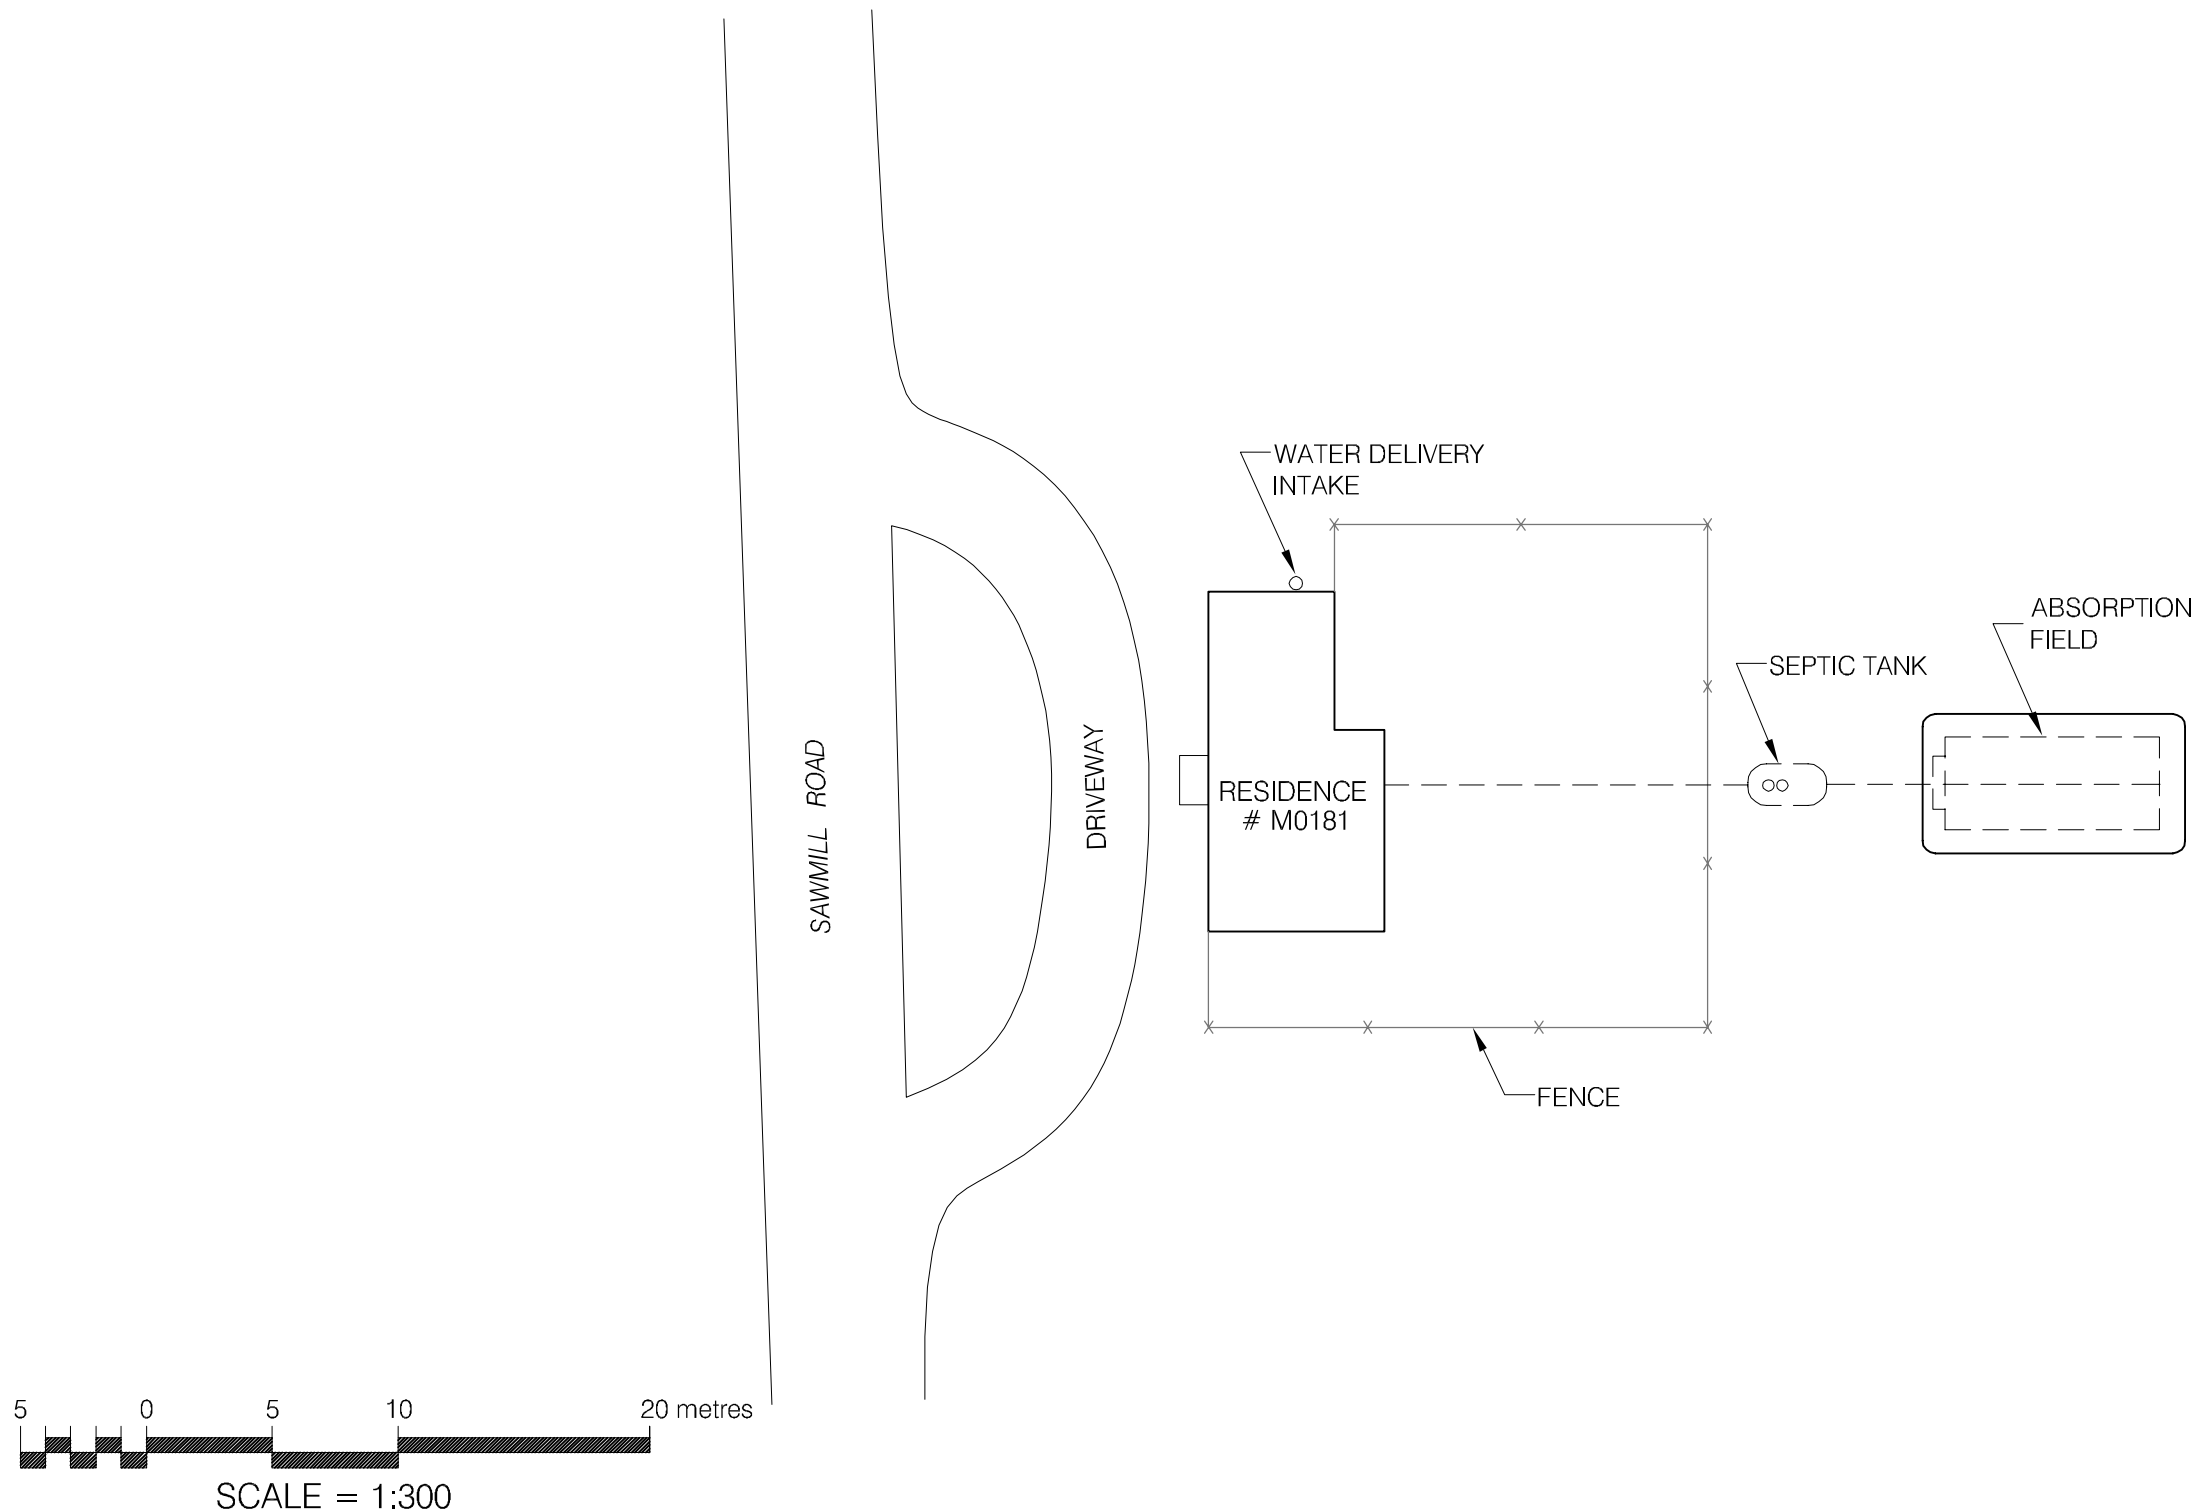 WATER DELIVERY
INTAKE
ABSORPTION
FIELD
SEPTIC TANK
SAWMILL ROAD
DRIVEWAY
RESIDENCE
# M0181
FENCE
5 0 5 10 20 metres
SCALE = 1:300